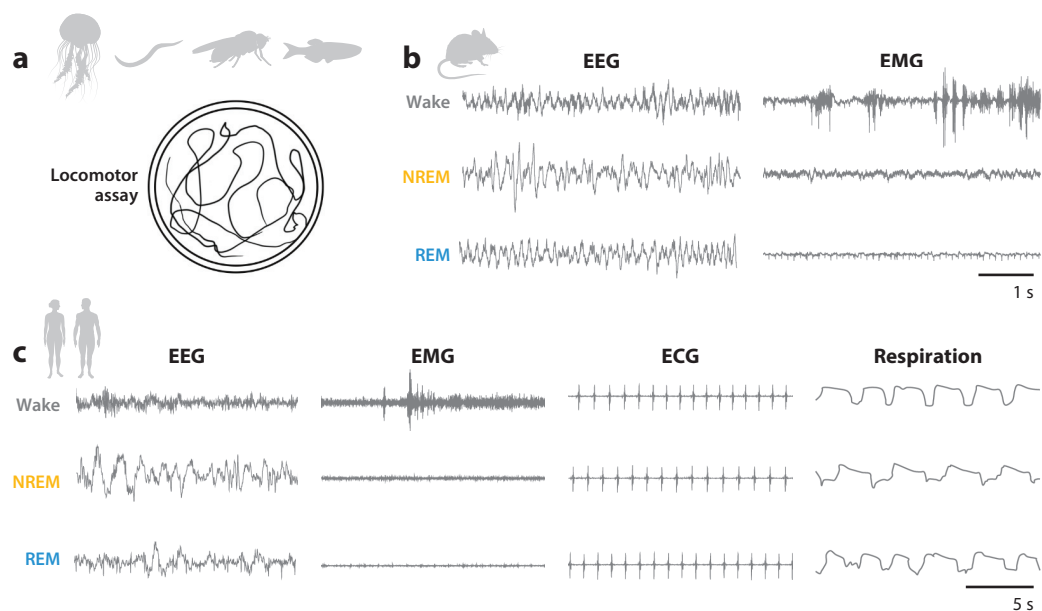 a
Locomotor
assay
b
EEG
EMG
Wake
NREM
REM
1 s
c
EEG
EMG
ECG
Respiration
Wake
NREM
REM
5 s